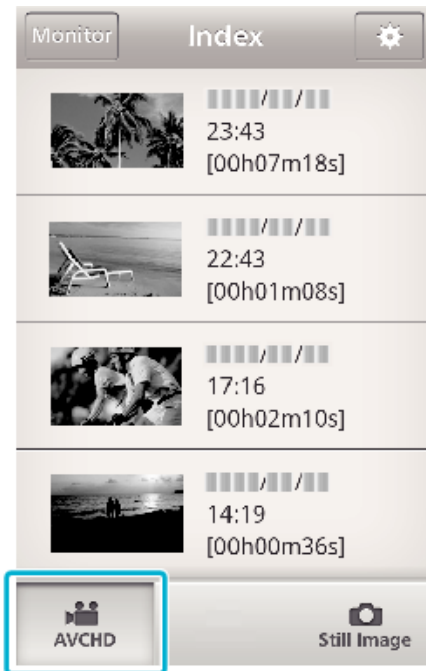 Monitor Index
23:43
[00h07m18s]
22:43
[00h01m08s]
17:16
[00h02m10s]
14:19
[00h00m36s]
AVCHD Still Image